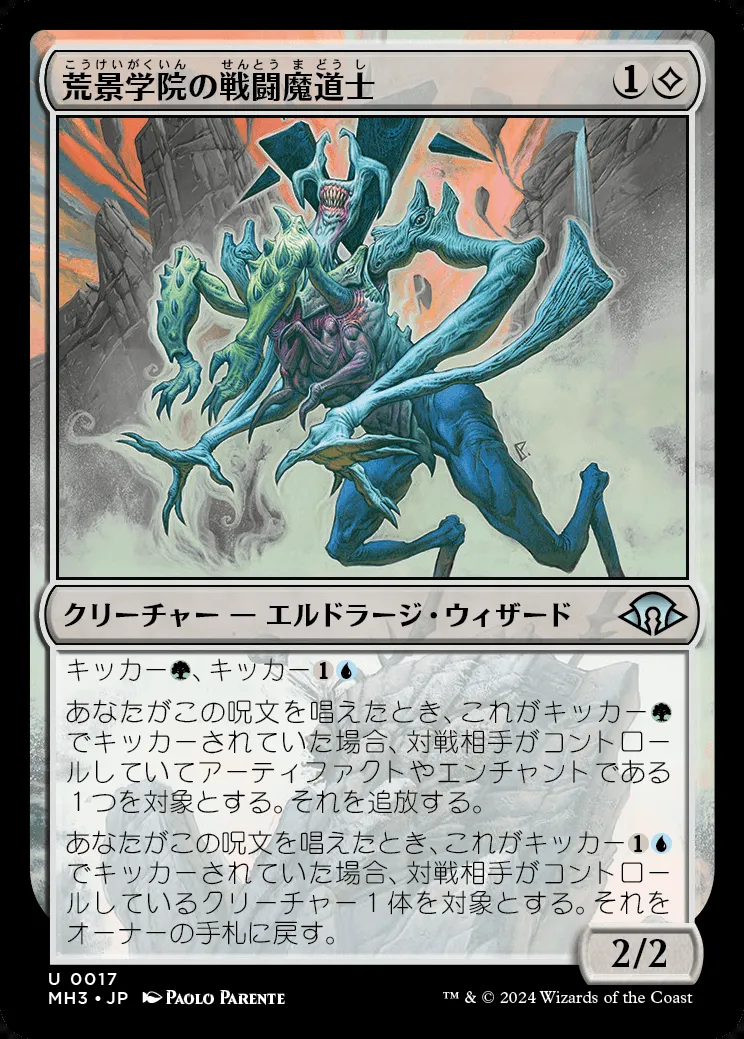 こうけいがくいん せんとうまどうし
荒景学院の戦闘魔道士
1
クリーチャー — エルドラージ・ウィザード
キッカー、キッカー1
あなたがこの呪文を唱えたとき、これがキッカー
でキッカーされていた場合、対戦相手がコントロー
ルしていてアーティファクトやエンチャントである
1つを対象とする。それを追放する。
あなたがこの呪文を唱えたとき、これがキッカー1
でキッカーされていた場合、対戦相手がコントロー
ルしているクリーチャー1体を対象とする。それを
オーナーの手札に戻す。
2/2
U 0017
MH3 • JP Paolo Parente
™ & © 2024 Wizards of the Coast